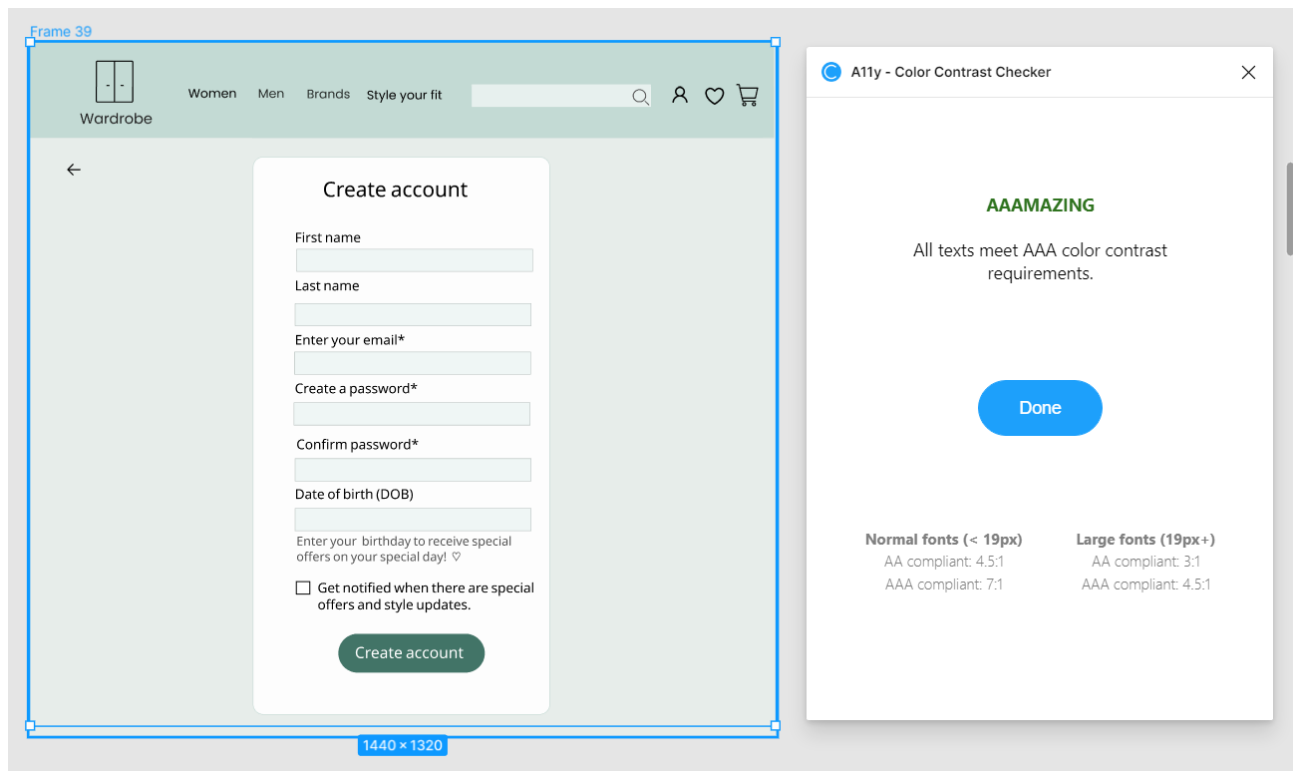 Frame 39
Wardrobe
Women Men Brands Style your fit
Create account
First name
Last name
Enter your email*
Create a password*
Confirm password*
Date of birth (DOB)
Enter your birthday to receive special
offers on your special day! ♡
Get notified when there are special
offers and style updates.
Create account
1440 × 1320
A11y - Color Contrast Checker
AAAMAZING
All texts meet AAA color contrast
requirements.
Done
Normal fonts (< 19px)
AA compliant: 4.5:1
AAA compliant: 7:1
Large fonts (19px+)
AA compliant: 3:1
AAA compliant: 4.5:1